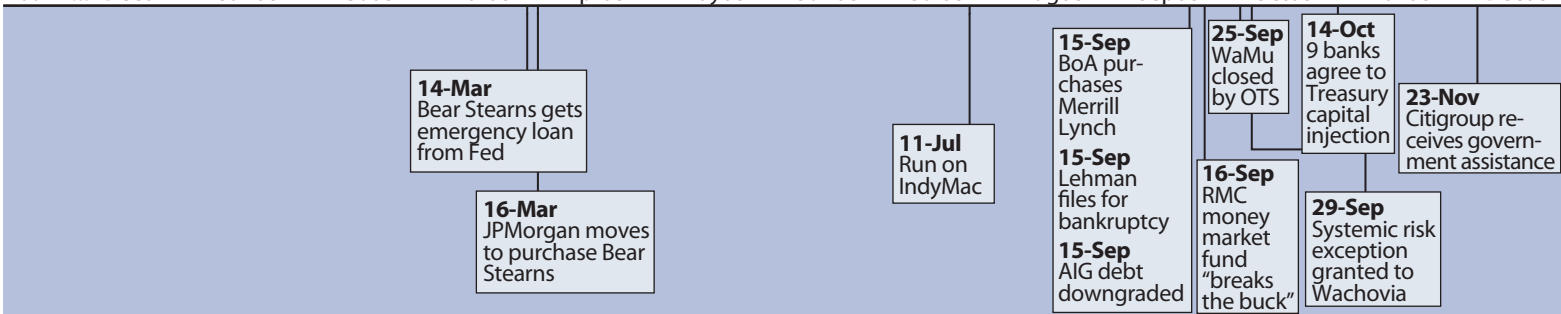 14-Mar
Bear Stearns gets
emergency loan
from Fed
16-Mar
JPMorgan moves
to purchase Bear
Stearns
11-Jul
Run on
IndyMac
15-Sep
BoA pur-
chases
Merrill
Lynch
15-Sep
Lehman
files for
bankruptcy
15-Sep
AIG debt
downgraded
16-Sep
RMC
money
market
fund
“breaks
the buck”
25-Sep
WaMu
closed
by OTS
29-Sep
Systemic risk
exception
granted to
Wachovia
14-Oct
9 banks
agree to
Treasury
capital
injection
23-Nov
Citigroup re-
ceives govern-
ment assistance